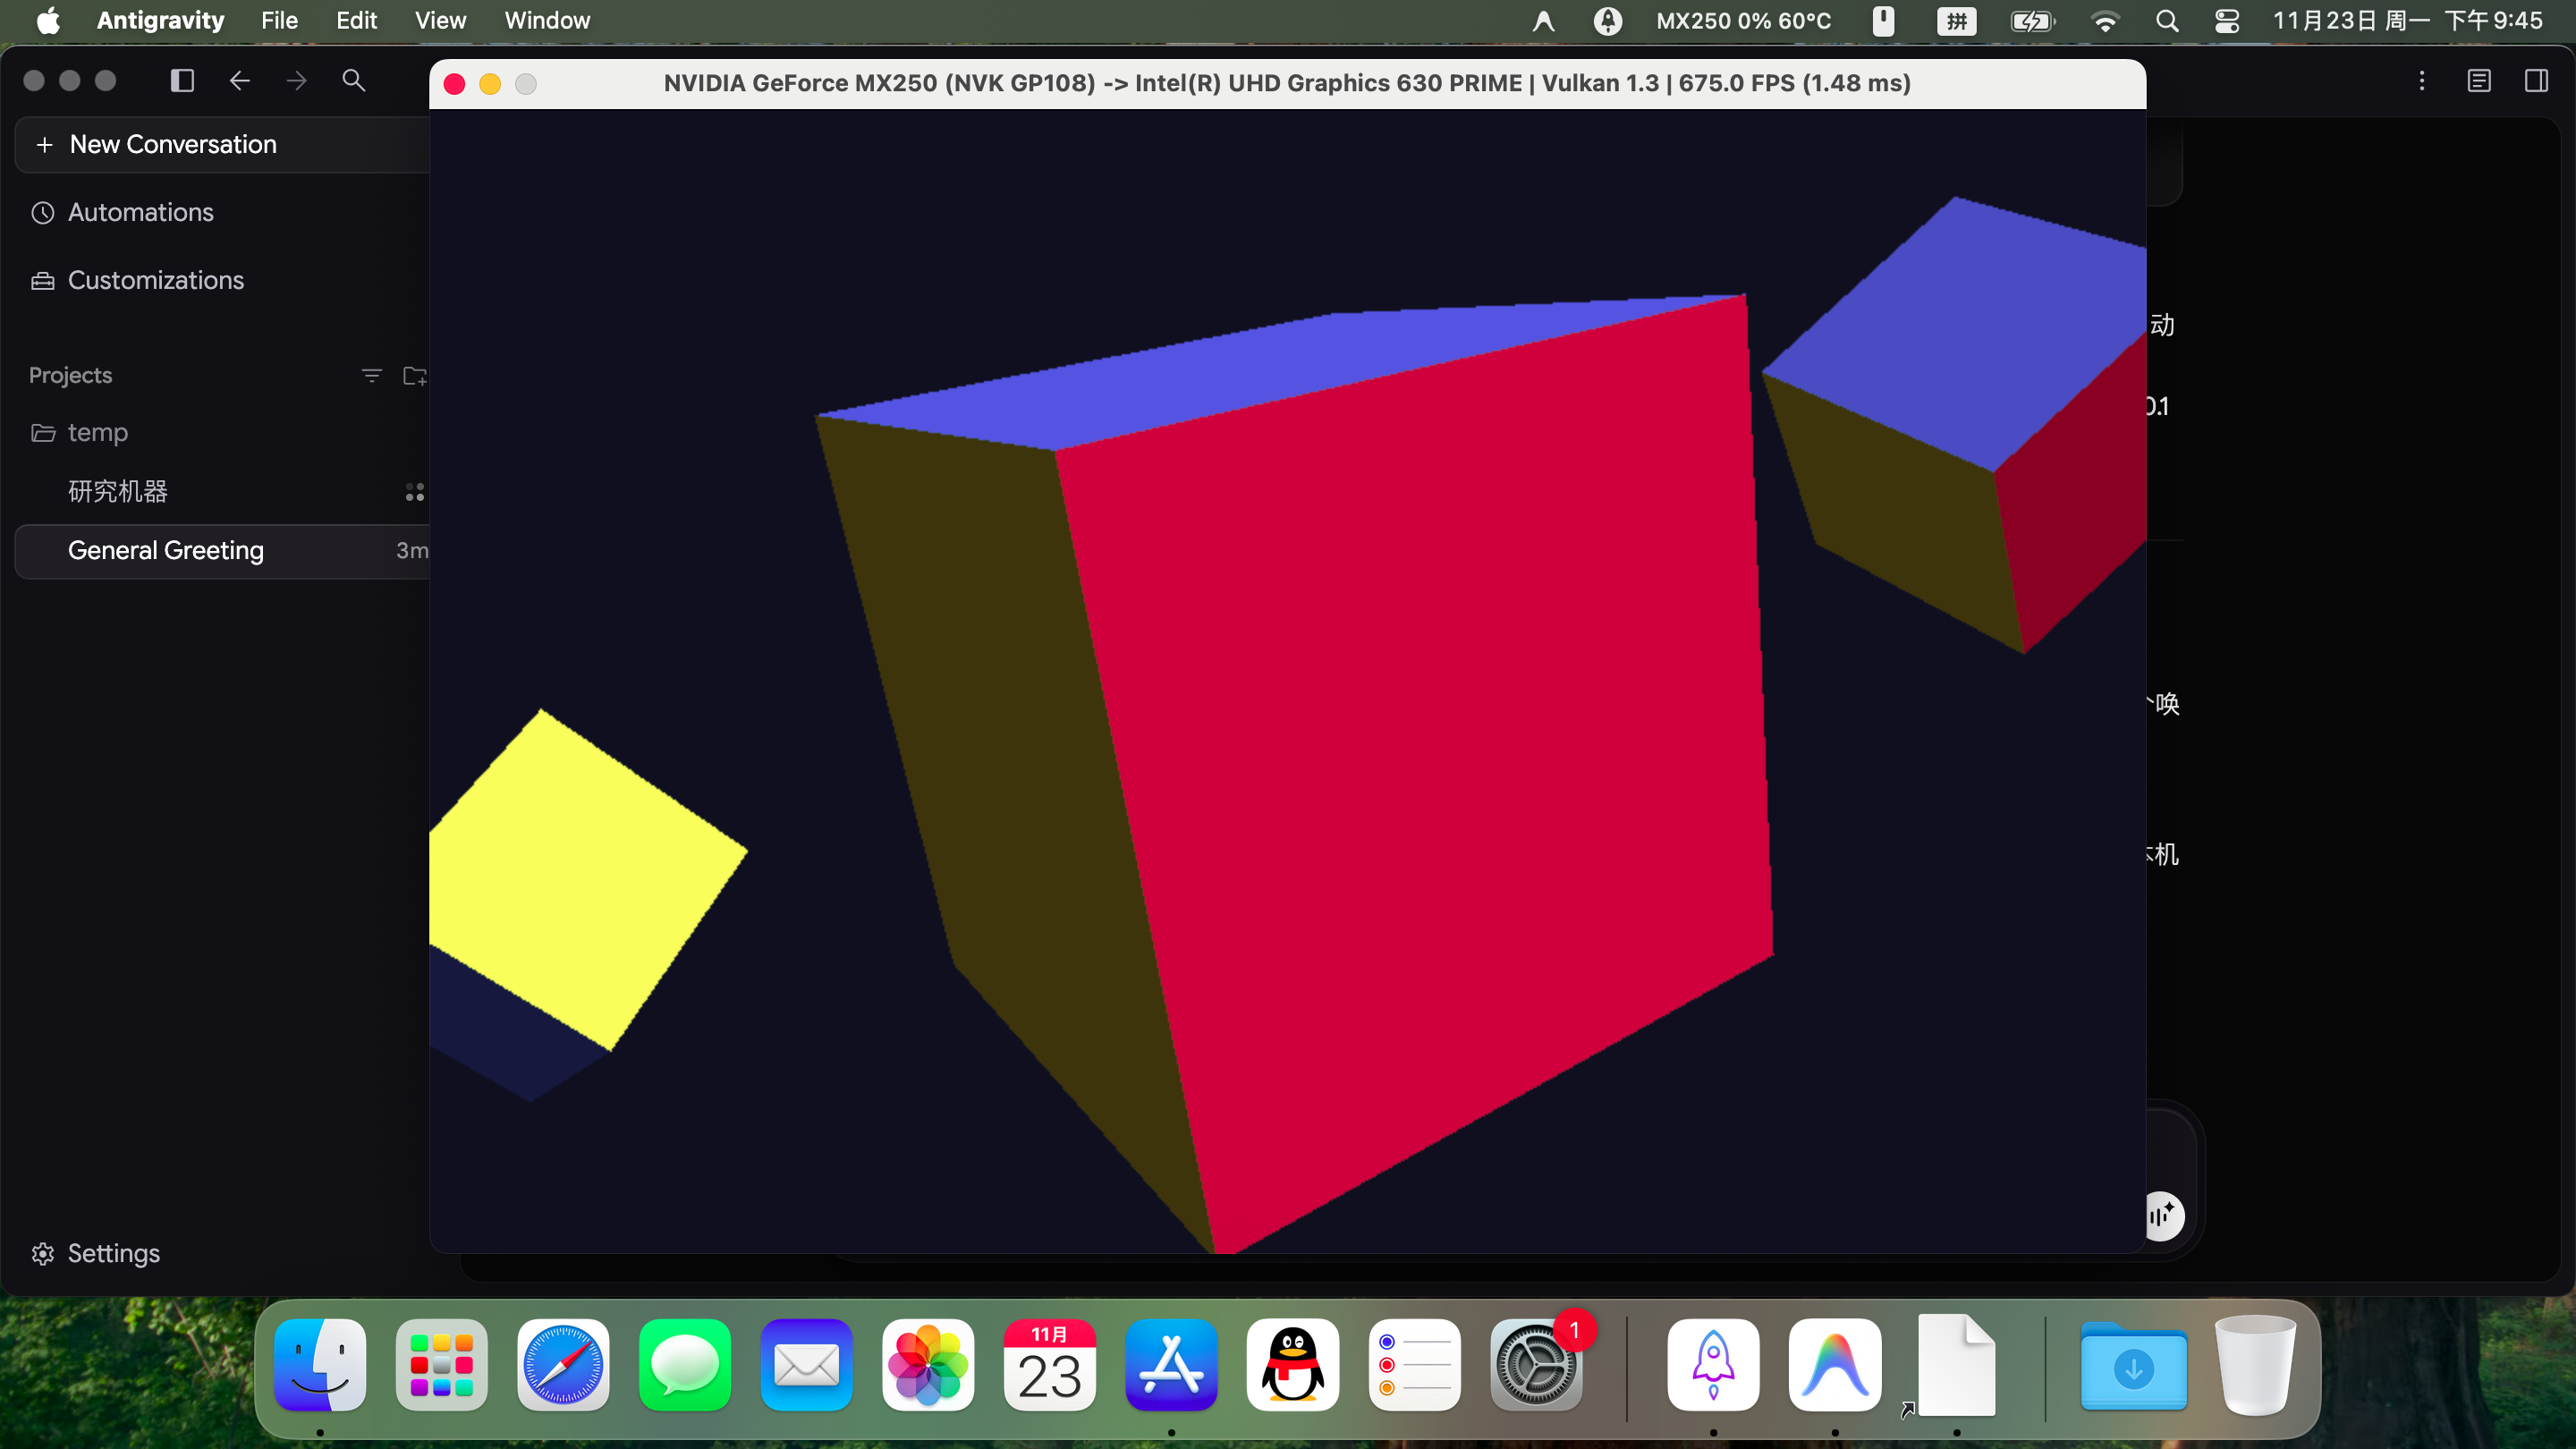 Antigravity File Edit View Window MX250 0% 60°C 拼 11月23日 周一 下午9:45
NVIDIA GeForce MX250 (NVK GP108) -> Intel(R) UHD Graphics 630 PRIME | Vulkan 1.3 | 675.0 FPS (1.48 ms)
New Conversation
Automations
Customizations
Projects
temp
研究机器
General Greeting 3m
Settings
动
0.1
唤
本机
11月
23
1